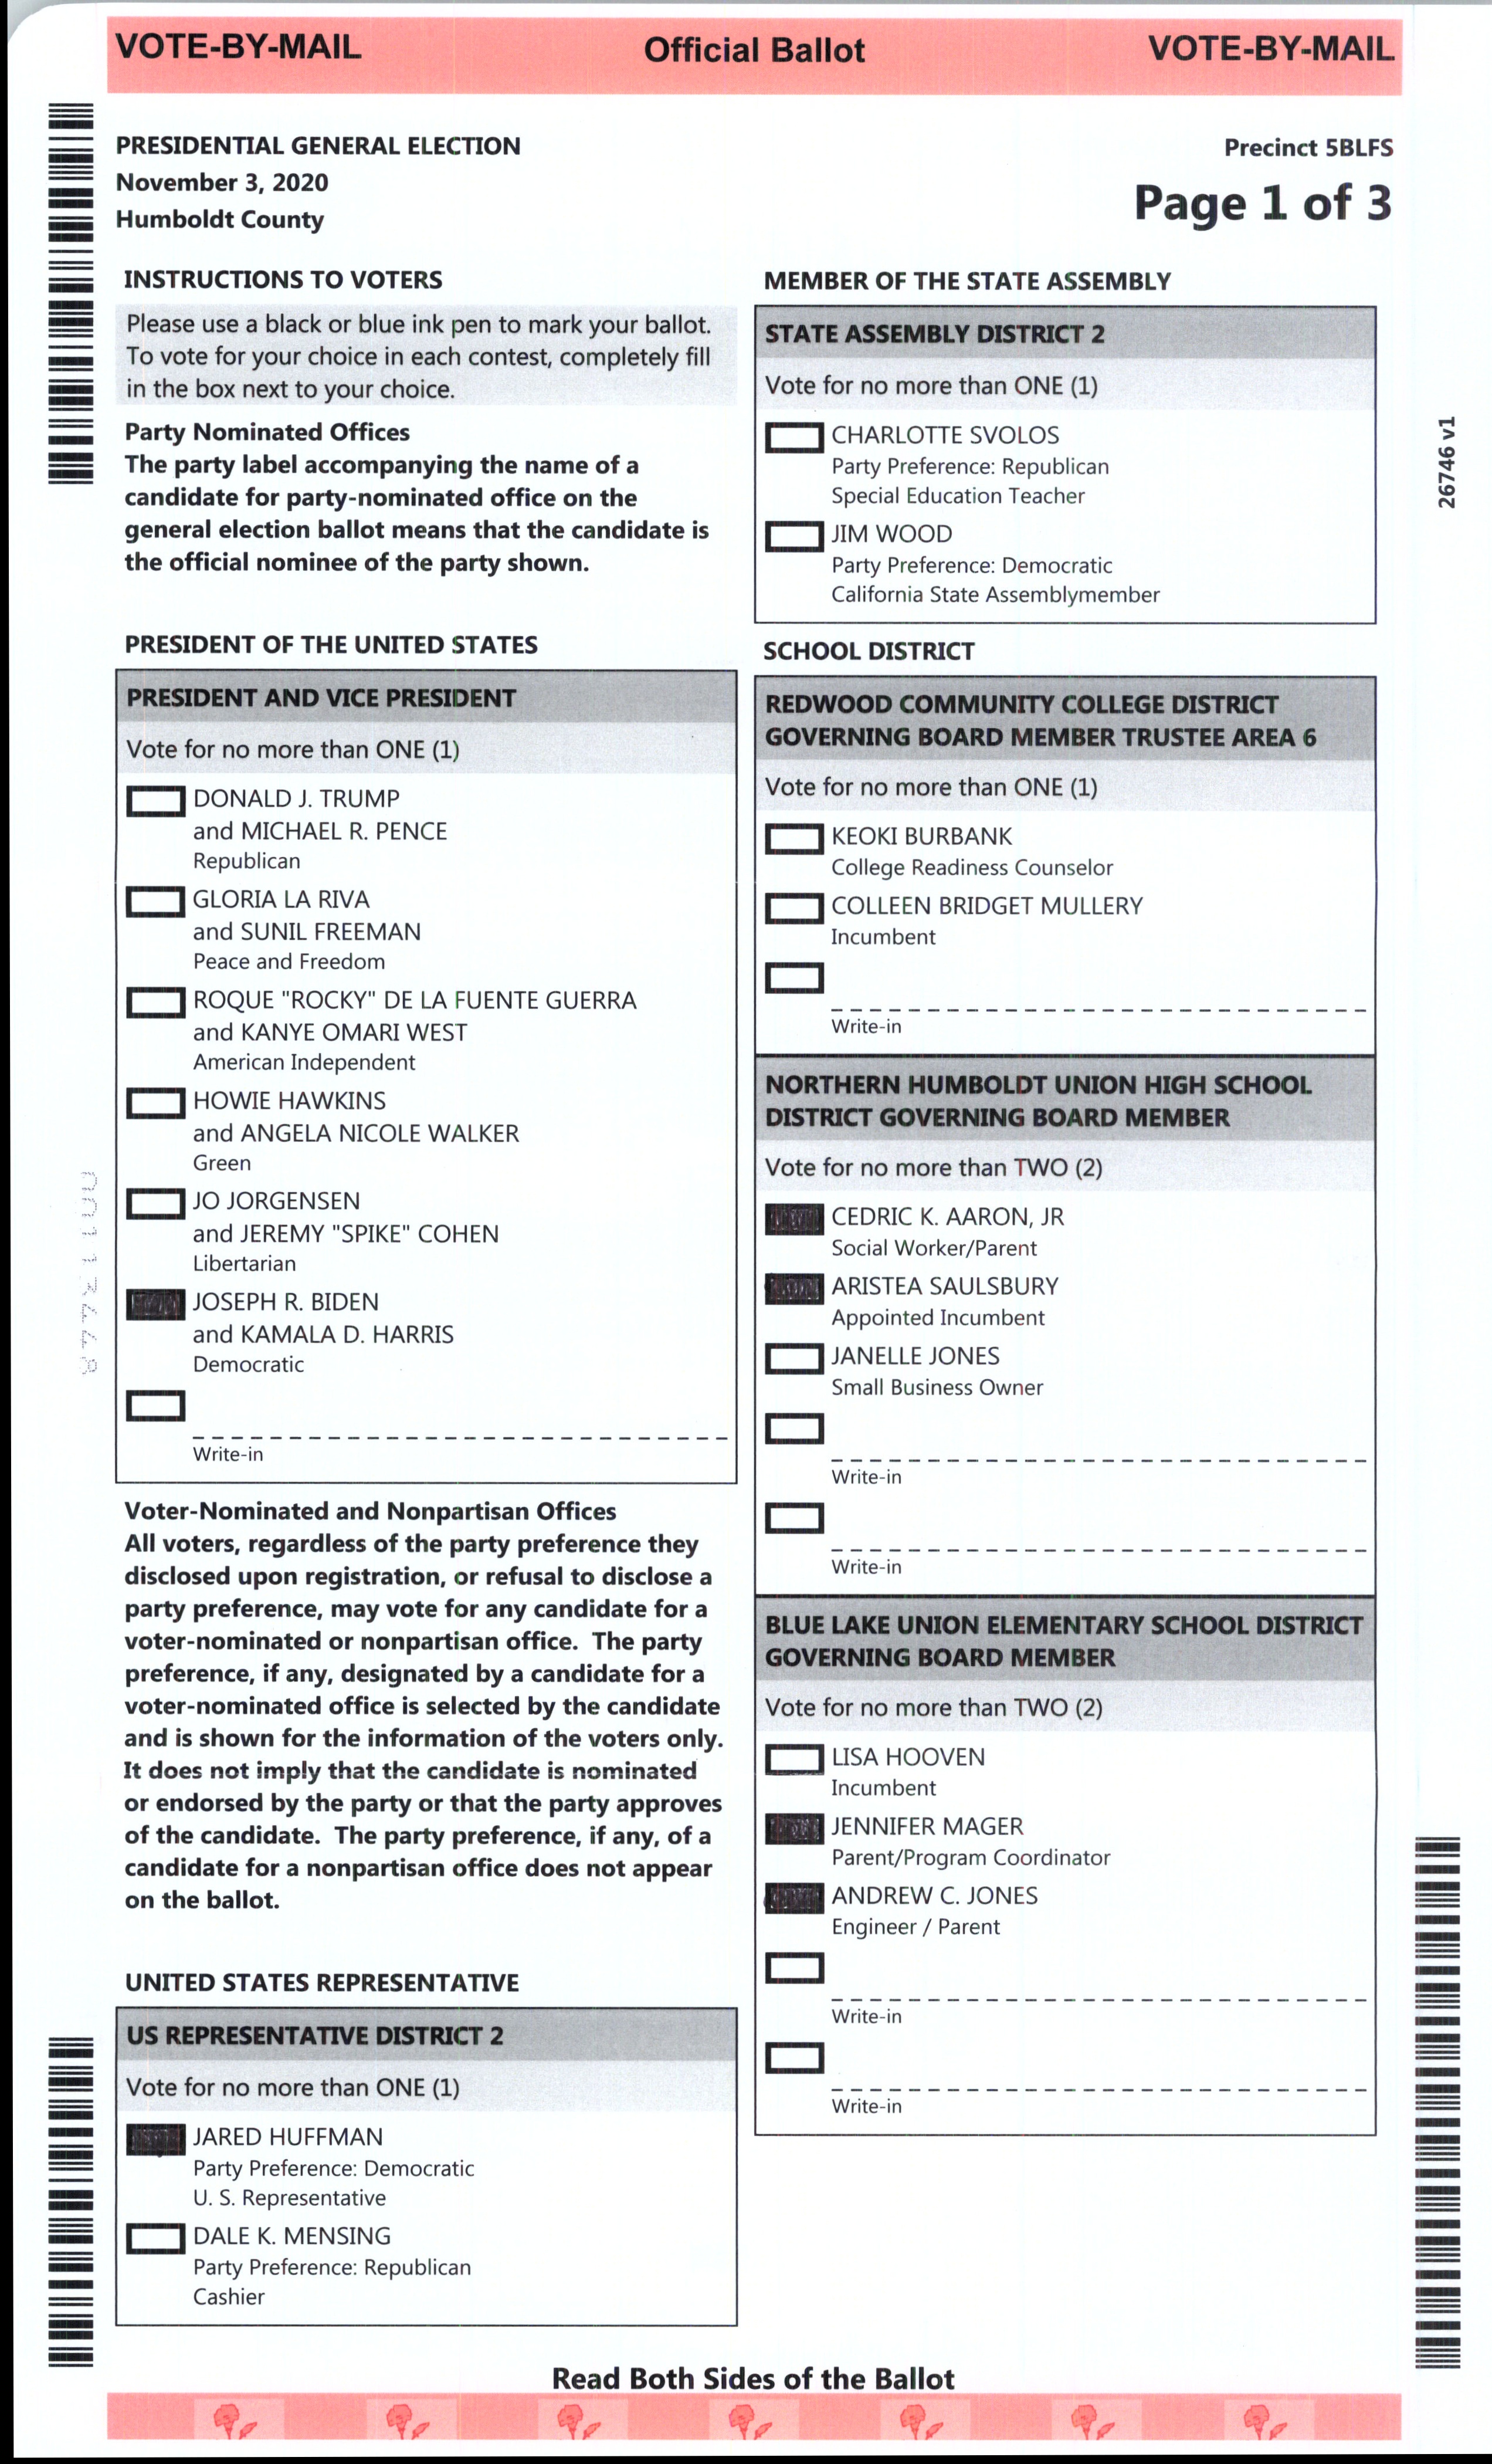 VOTE-BY-MAIL Official Ballot VOTE-BY-MAIL
PRESIDENTIAL GENERAL ELECTION
November 3, 2020
Humboldt County
Precinct 5BLFS
Page 1 of 3
INSTRUCTIONS TO VOTERS
Please use a black or blue ink pen to mark your ballot.
To vote for your choice in each contest, completely fill
in the box next to your choice.
Party Nominated Offices
The party label accompanying the name of a
candidate for party-nominated office on the
general election ballot means that the candidate is
the official nominee of the party shown.
PRESIDENT OF THE UNITED STATES
PRESIDENT AND VICE PRESIDENT
Vote for no more than ONE (1)
DONALD J. TRUMP
and MICHAEL R. PENCE
Republican
GLORIA LA RIVA
and SUNIL FREEMAN
Peace and Freedom
ROQUE "ROCKY" DE LA FUENTE GUERRA
and KANYE OMARI WEST
American Independent
HOWIE HAWKINS
and ANGELA NICOLE WALKER
Green
JO JORGENSEN
and JEREMY "SPIKE" COHEN
Libertarian
JOSEPH R. BIDEN
and KAMALA D. HARRIS
Democratic
Write-in
Voter-Nominated and Nonpartisan Offices
All voters, regardless of the party preference they
disclosed upon registration, or refusal to disclose a
party preference, may vote for any candidate for a
voter-nominated or nonpartisan office. The party
preference, if any, designated by a candidate for a
voter-nominated office is selected by the candidate
and is shown for the information of the voters only.
It does not imply that the candidate is nominated
or endorsed by the party or that the party approves
of the candidate. The party preference, if any, of a
candidate for a nonpartisan office does not appear
on the ballot.
UNITED STATES REPRESENTATIVE
US REPRESENTATIVE DISTRICT 2
Vote for no more than ONE (1)
JARED HUFFMAN
Party Preference: Democratic
U. S. Representative
DALE K. MENSING
Party Preference: Republican
Cashier
MEMBER OF THE STATE ASSEMBLY
STATE ASSEMBLY DISTRICT 2
Vote for no more than ONE (1)
CHARLOTTE SVOLOS
Party Preference: Republican
Special Education Teacher
JIM WOOD
Party Preference: Democratic
California State Assemblymember
SCHOOL DISTRICT
REDWOOD COMMUNITY COLLEGE DISTRICT
GOVERNING BOARD MEMBER TRUSTEE AREA 6
Vote for no more than ONE (1)
KEOKI BURBANK
College Readiness Counselor
COLLEEN BRIDGET MULLERY
Incumbent
Write-in
NORTHERN HUMBOLDT UNION HIGH SCHOOL
DISTRICT GOVERNING BOARD MEMBER
Vote for no more than TWO (2)
CEDRIC K. AARON, JR
Social Worker/Parent
ARISTEA SAULSBURY
Appointed Incumbent
JANELLE JONES
Small Business Owner
Write-in
Write-in
BLUE LAKE UNION ELEMENTARY SCHOOL DISTRICT
GOVERNING BOARD MEMBER
Vote for no more than TWO (2)
LISA HOOVEN
Incumbent
JENNIFER MAGER
Parent/Program Coordinator
ANDREW C. JONES
Engineer / Parent
Write-in
Write-in
26746 v1
Read Both Sides of the Ballot